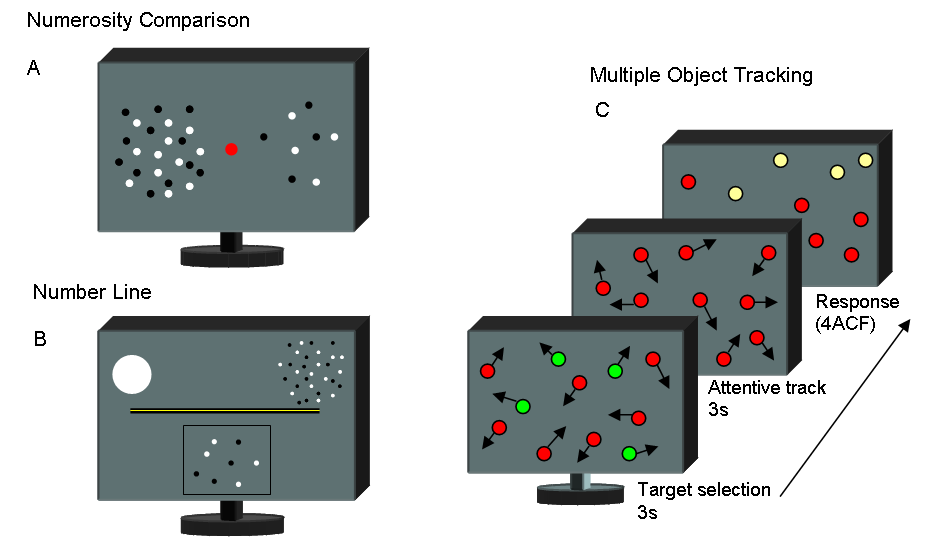 Numerosity Comparison
A
Number Line
B
Multiple Object Tracking
C
Response
(4ACF)
Attentive track
3s
Target selection
3s